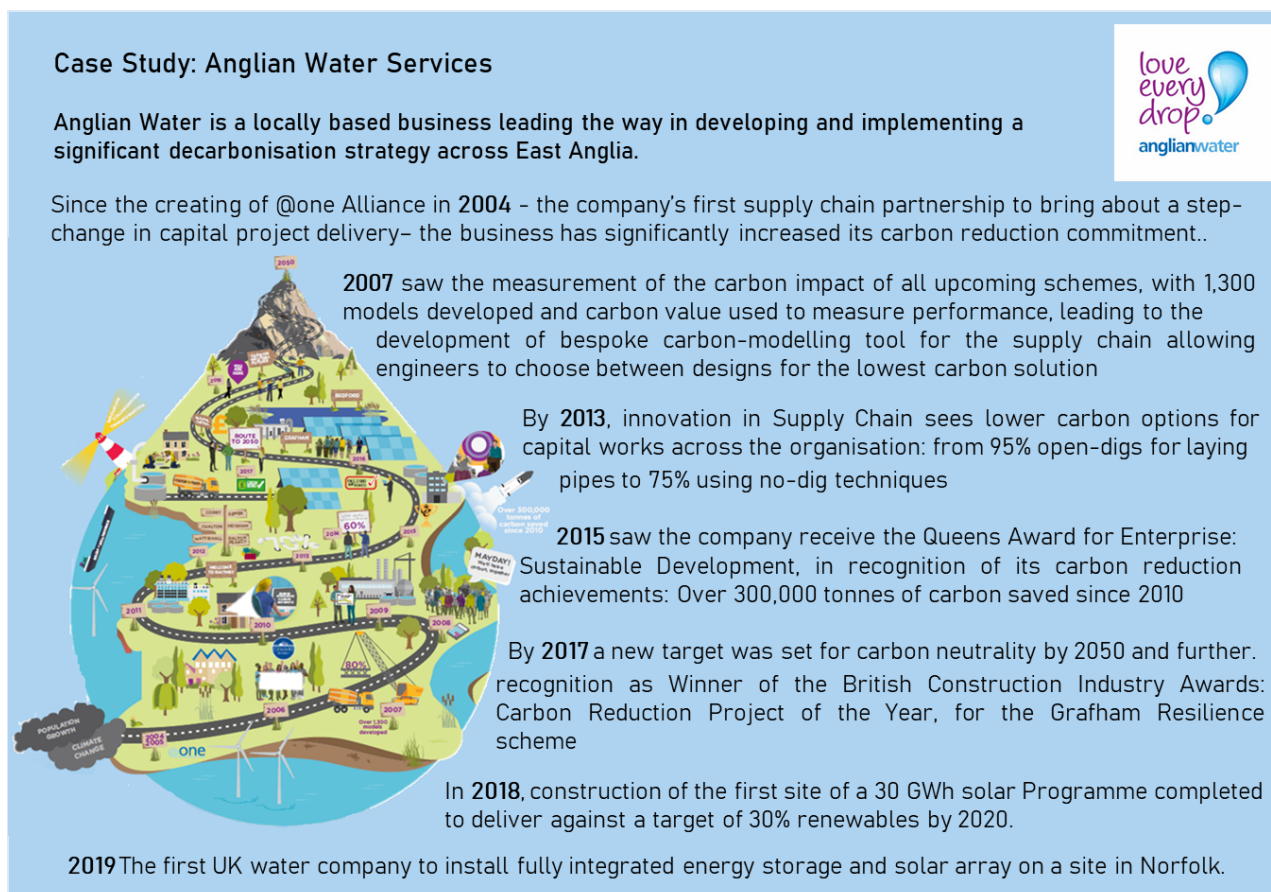 Case Study: Anglian Water Services
love
every
drop
anglianwater
Anglian Water is a locally based business leading the way in developing and implementing a
significant decarbonisation strategy across East Anglia.
Since the creating of @one Alliance in 2004 - the company's first supply chain partnership to bring about a step-
change in capital project delivery– the business has significantly increased its carbon reduction commitment..
2007 saw the measurement of the carbon impact of all upcoming schemes, with 1,300
models developed and carbon value used to measure performance, leading to the
development of bespoke carbon-modelling tool for the supply chain allowing
engineers to choose between designs for the lowest carbon solution
By 2013, innovation in Supply Chain sees lower carbon options for
capital works across the organisation: from 95% open-digs for laying
pipes to 75% using no-dig techniques
2015 saw the company receive the Queens Award for Enterprise:
Sustainable Development, in recognition of its carbon reduction
achievements: Over 300,000 tonnes of carbon saved since 2010
By 2017 a new target was set for carbon neutrality by 2050 and further.
recognition as Winner of the British Construction Industry Awards:
Carbon Reduction Project of the Year, for the Grafham Resilience
scheme
In 2018, construction of the first site of a 30 GWh solar Programme completed
to deliver against a target of 30% renewables by 2020.
2019 The first UK water company to install fully integrated energy storage and solar array on a site in Norfolk.
2050
2018
BEDFORD
ROUTE
TO 2050
GRAFHAM
2016
2017
Over 300,000
tonnes of
carbon saved
since 2010
60%
2014
2015
2013
2012
MAYDAY!
2011
2010
2009
2008
80%
2006
2007
Over 1,300
models
developed
POPULATION
GROWTH
CLIMATE
CHANGE
2004
2005
@one